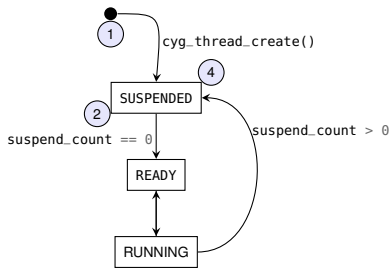 1
cyg_thread_create()
4
SUSPENDED
2
suspend_count == 0
suspend_count > 0
READY
RUNNING